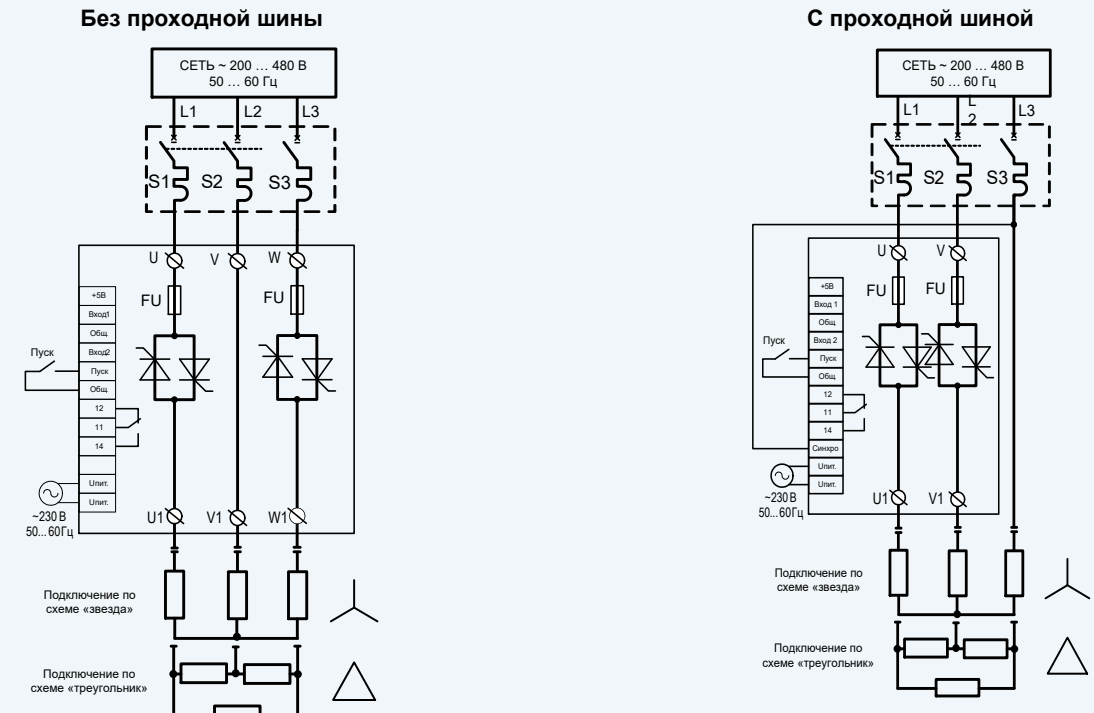 Без проходной шины
СЕТЬ ~ 200 … 480 В
50 … 60 Гц
L1
L2
L3
S1
S2
S3
U
V
W
FU
FU
+5В
Вход1
Общ
Вход2
Пуск
Общ
12
11
14
Uпит.
Uпит.
Пуск
~230 В
50... 60Гц
U1
V1
W1
Подключение по
схеме «звезда»
Подключение по
схеме «треугольник»
С проходной шиной
СЕТЬ ~ 200 … 480 В
50 … 60 Гц
L1
L
2
L3
S1
S2
S3
U
V
FU
FU
+5В
Вход 1
Общ
Вход 2
Пуск
Общ
12
11
14
Синхро
Uпит.
Uпит.
Пуск
~230 В
50... 60Гц
U1
V1
Подключение по
схеме «звезда»
Подключение по
схеме «треугольник»